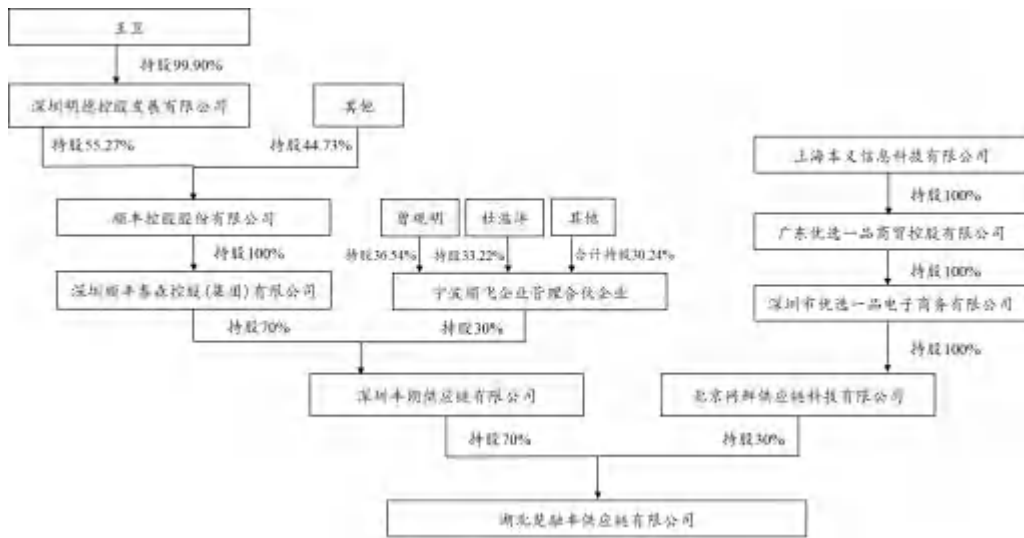 王卫
持股99.90%
深圳明德控股发展有限公司
其他
持股55.27%
持股44.73%
上海本义信息科技有限公司
持股100%
顺丰控股股份有限公司
曾观明
其他
广东优选一品商贸控股有限公司
持股100%
持股36.54%
持股33.22%
合计持股30.24%
持股100%
深圳顺丰泰森控股(集团)有限公司
宁波顺飞企业管理合伙企业
深圳市优选一品电子商务有限公司
持股70%
持股30%
持股100%
深圳丰朗供应链有限公司
北京网鲜供应链科技有限公司
持股70%
持股30%
湖北楚融丰供应链有限公司